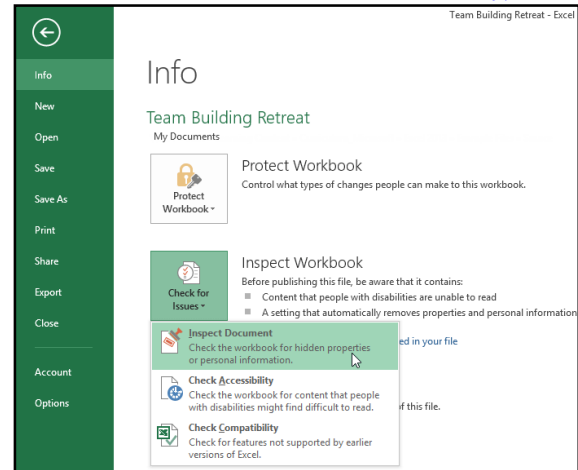 Team Building Retreat - Excel
Info
Info
New
Team Building Retreat
Open
My Documents
Save
Protect Workbook
Control what types of changes people can make to this workbook.
Save As
Protect
Workbook
Print
Share
Inspect Workbook
Before publishing this file, be aware that it contains:
Export
Check for
Issues
Content that people with disabilities are unable to read
A setting that automatically removes properties and personal information
Close
Inspect Document
Check the workbook for hidden properties
or personal information.
ed in your file
Account
Check Accessibility
Check the workbook for content that people
with disabilities might find difficult to read.
Options
of this file.
Check Compatibility
Check for features not supported by earlier
versions of Excel.